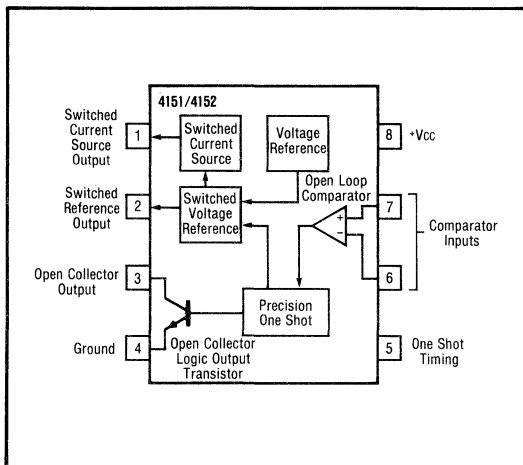 4151/4152
Switched
Current
Source
Output
1
Switched
Current
Source
Voltage
Reference
8
+VCC
Open Loop
Comparator
Switched
Reference
Output
2
Switched
Voltage
Reference
+
−
7
Comparator
Inputs
6
Open Collector
Output
3
Precision
One Shot
Ground
4
Open Collector
Logic Output
Transistor
5
One Shot
Timing